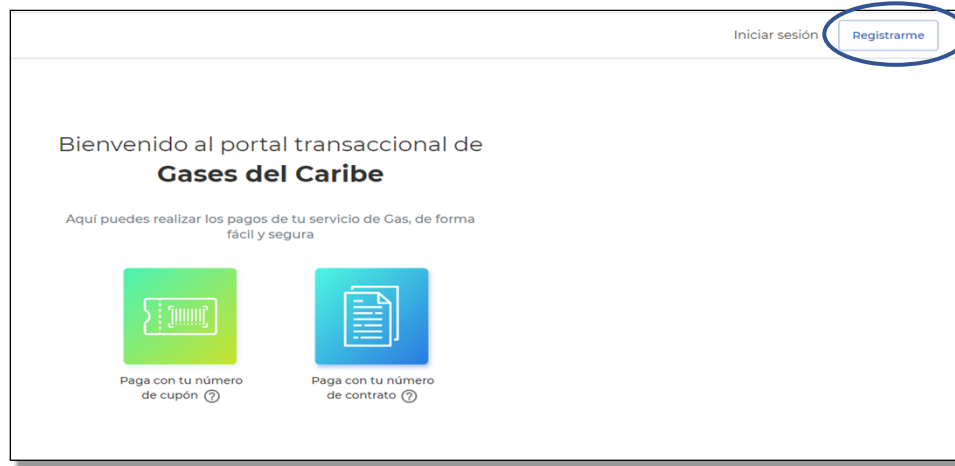 Iniciar sesión Registrarme
Bienvenido al portal transaccional de
Gases del Caribe
Aquí puedes realizar los pagos de tu servicio de Gas, de forma
fácil y segura
Paga con tu número
de cupón ?
Paga con tu número
de contrato ?